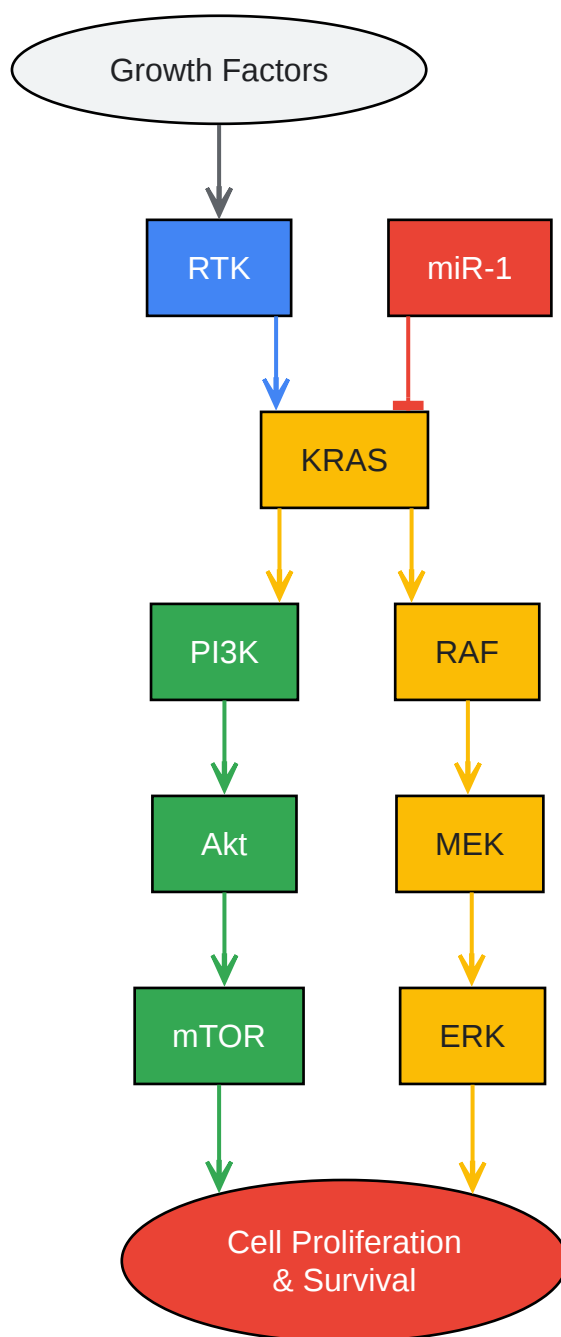 Growth Factors
RTK
miR-1
KRAS
PI3K
RAF
Akt
MEK
mTOR
ERK
Cell Proliferation
& Survival